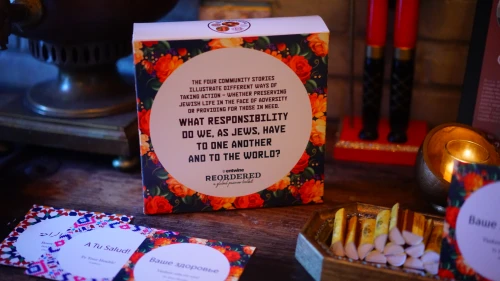 THE FOUR COMMUNITY STORIES
ILLUSTRATE DIFFERENT WAYS OF
TAKING ACTION – WHETHER PRESERVING
JEWISH LIFE IN THE FACE OF ADVERSITY
OR PROVIDING FOR THOSE IN NEED.
WHAT RESPONSIBILITY
DO WE, AS JEWS, HAVE
TO ONE ANOTHER
AND TO THE WORLD?
entwine
REORDERED
A Tu Salud!
Ваше здоровье
Ваше